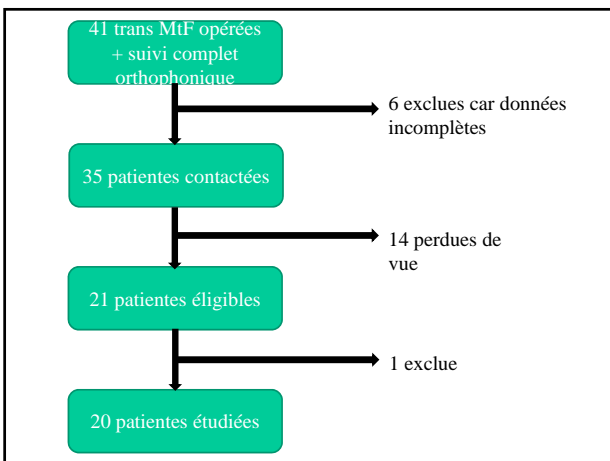 41 trans MtF opérées
+ suivi complet
orthophonique
6 exclues car données
incomplètes
35 patientes contactées
14 perdues de
vue
21 patientes éligibles
1 exclue
20 patientes étudiées